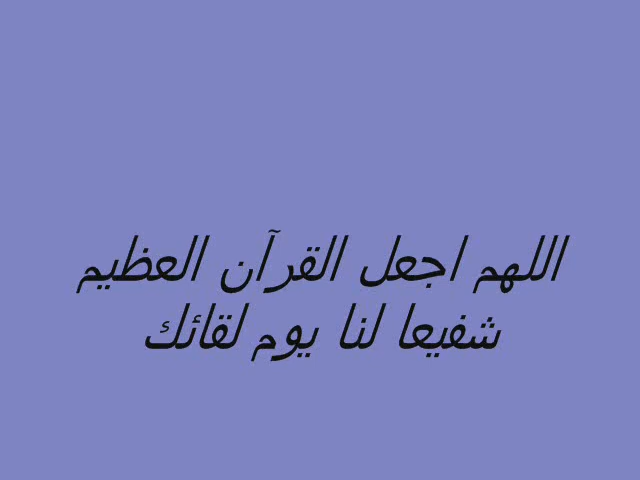 اللهم اجعل القرآن العظيم
شفيعا لنا يوم لقائك